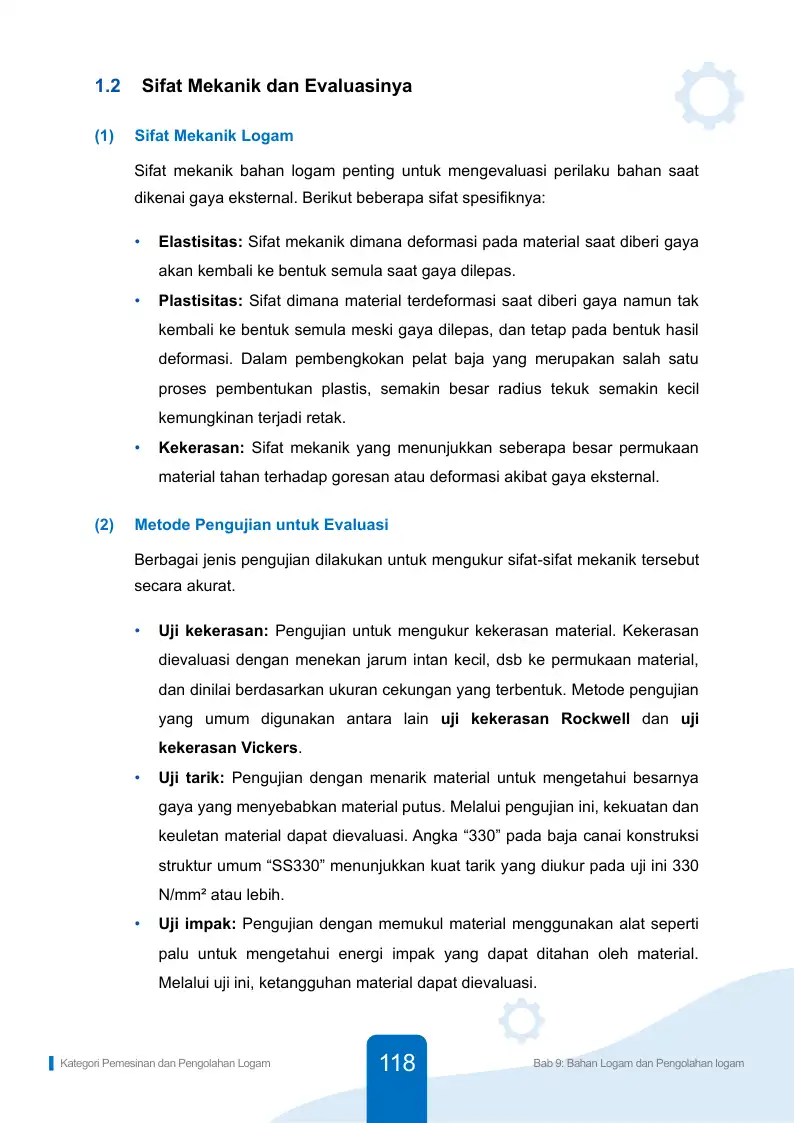 1.2 Sifat Mekanik dan Evaluasinya
(1) Sifat Mekanik Logam
Sifat mekanik bahan logam penting untuk mengevaluasi perilaku bahan saat
dikenai gaya eksternal. Berikut beberapa sifat spesifiknya:
• Elastisitas: Sifat mekanik dimana deformasi pada material saat diberi gaya
akan kembali ke bentuk semula saat gaya dilepas.
• Plastisitas: Sifat dimana material terdeformasi saat diberi gaya namun tak
kembali ke bentuk semula meski gaya dilepas, dan tetap pada bentuk hasil
deformasi. Dalam pembengkokan pelat baja yang merupakan salah satu
proses pembentukan plastis, semakin besar radius tekuk semakin kecil
kemungkinan terjadi retak.
• Kekerasan: Sifat mekanik yang menunjukkan seberapa besar permukaan
material tahan terhadap goresan atau deformasi akibat gaya eksternal.
(2) Metode Pengujian untuk Evaluasi
Berbagai jenis pengujian dilakukan untuk mengukur sifat-sifat mekanik tersebut
secara akurat.
• Uji kekerasan: Pengujian untuk mengukur kekerasan material. Kekerasan
dievaluasi dengan menekan jarum intan kecil, dsb ke permukaan material,
dan dinilai berdasarkan ukuran cekungan yang terbentuk. Metode pengujian
yang umum digunakan antara lain uji kekerasan Rockwell dan uji
kekerasan Vickers.
• Uji tarik: Pengujian dengan menarik material untuk mengetahui besarnya
gaya yang menyebabkan material putus. Melalui pengujian ini, kekuatan dan
keuletan material dapat dievaluasi. Angka “330” pada baja canai konstruksi
struktur umum “SS330” menunjukkan kuat tarik yang diukur pada uji ini 330
N/mm² atau lebih.
• Uji impak: Pengujian dengan memukul material menggunakan alat seperti
palu untuk mengetahui energi impak yang dapat ditahan oleh material.
Melalui uji ini, ketangguhan material dapat dievaluasi.
Kategori Pemesinan dan Pengolahan Logam
118
Bab 9: Bahan Logam dan Pengolahan logam